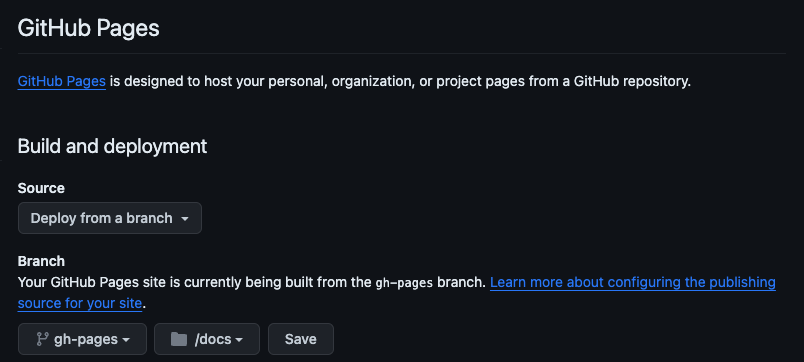 GitHub Pages
GitHub Pages is designed to host your personal, organization, or project pages from a GitHub repository.
Build and deployment
Source
Deploy from a branch
Branch
Your GitHub Pages site is currently being built from the gh-pages branch. Learn more about configuring the publishing
source for your site.
gh-pages /docs Save